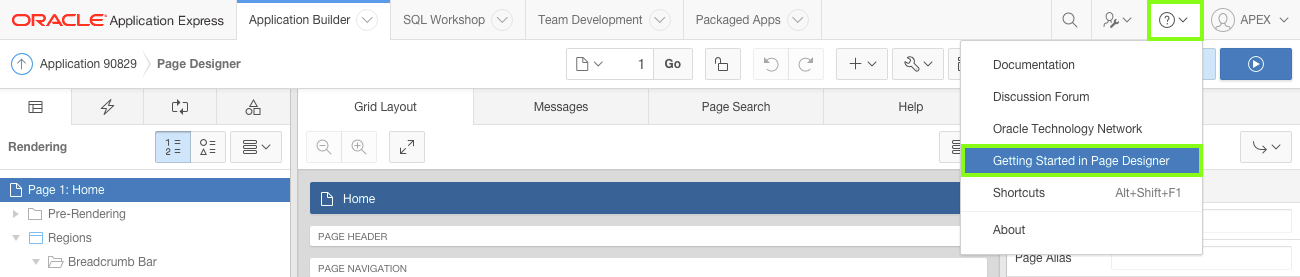 ORACLE Application Express Application Builder SQL Workshop Team Development Packaged Apps APEX
Application 90829 Page Designer 1 Go
Documentation
Discussion Forum
Oracle Technology Network
Getting Started in Page Designer
Shortcuts Alt+Shift+F1
About
Grid Layout Messages Page Search Help
Rendering
Page 1: Home
Pre-Rendering
Regions
Breadcrumb Bar
Home
PAGE HEADER
PAGE NAVIGATION
Page Alias